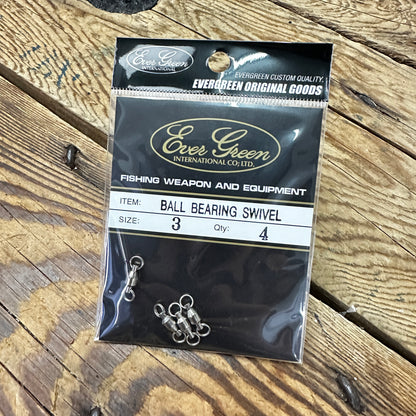 Ever Green
INTERNATIONAL
EVERGREEN CUSTOM QUALITY.
EVERGREEN ORIGINAL GOODS
Ever Green
INTERNATIONAL CO; LTD.
FISHING WEAPON AND EQUIPMENT
ITEM: BALL BEARING SWIVEL
SIZE: 3 Qty: 4